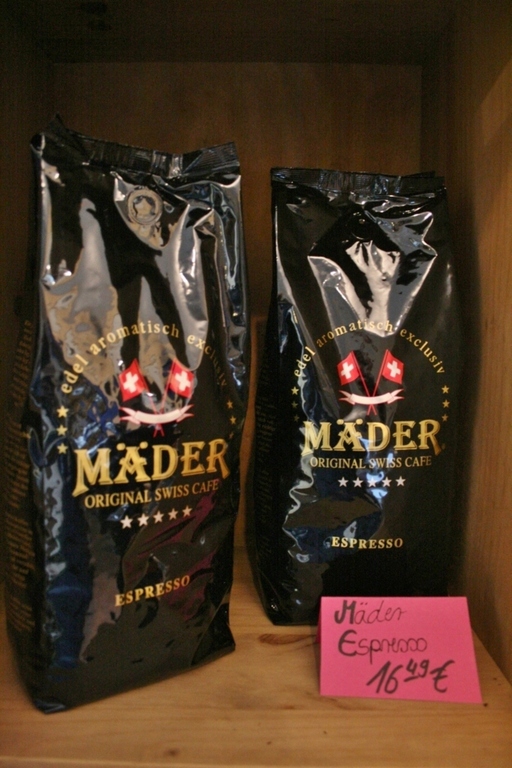 edel aromatisch exclusiv
MÄDER
ORIGINAL SWISS CAFE
ESPRESSO
edel aromatisch exclusiv
MÄDER
ORIGINAL SWISS CAFE
ESPRESSO
Mäder
Espresso
16 49 €